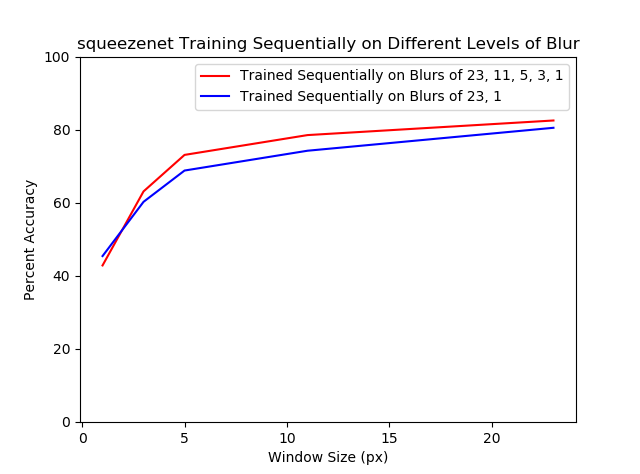 squeezenet Training Sequentially on Different Levels of Blur
100
Trained Sequentially on Blurs of 23, 11, 5, 3, 1
Trained Sequentially on Blurs of 23, 1
80
60
40
20
0
Percent Accuracy
0 5 10 15 20
Window Size (px)